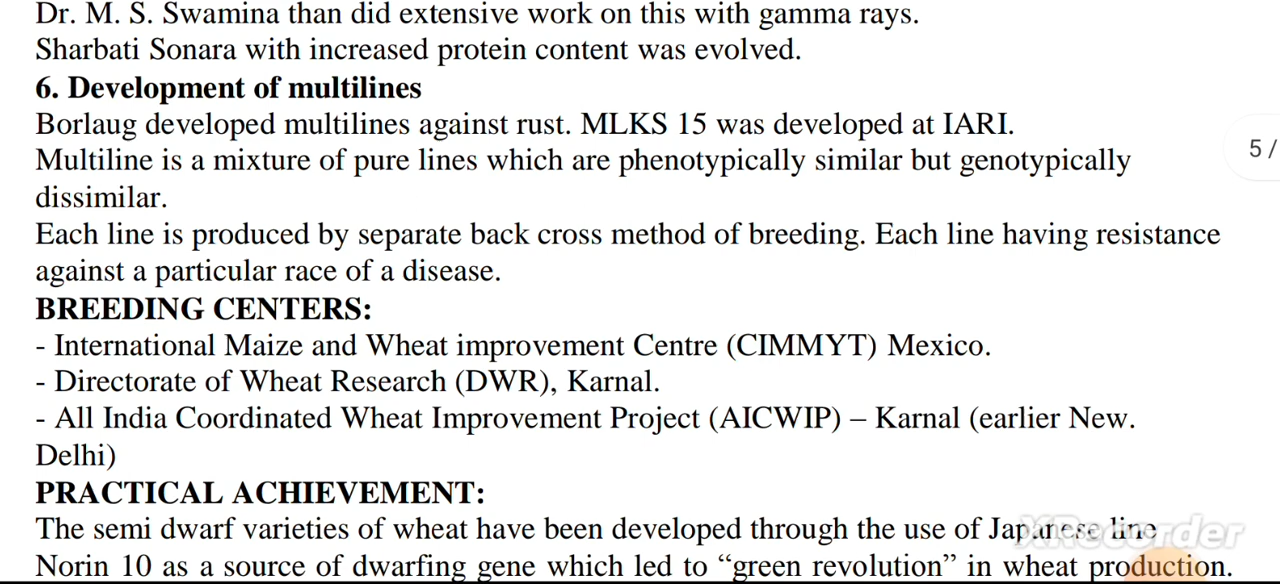 Dr. M. S. Swamina than did extensive work on this with gamma rays.
Sharbati Sonara with increased protein content was evolved.
6. Development of multilines
Borlaug developed multilines against rust. MLKS 15 was developed at IARI.
Multiline is a mixture of pure lines which are phenotypically similar but genotypically
dissimilar.
Each line is produced by separate back cross method of breeding. Each line having resistance
against a particular race of a disease.
BREEDING CENTERS:
- International Maize and Wheat improvement Centre (CIMMYT) Mexico.
- Directorate of Wheat Research (DWR), Karnal.
- All India Coordinated Wheat Improvement Project (AICWIP) – Karnal (earlier New.
Delhi)
PRACTICAL ACHIEVEMENT:
The semi dwarf varieties of wheat have been developed through the use of Japanese line
Norin 10 as a source of dwarfing gene which led to “green revolution” in wheat production.
5 /
XRecorder